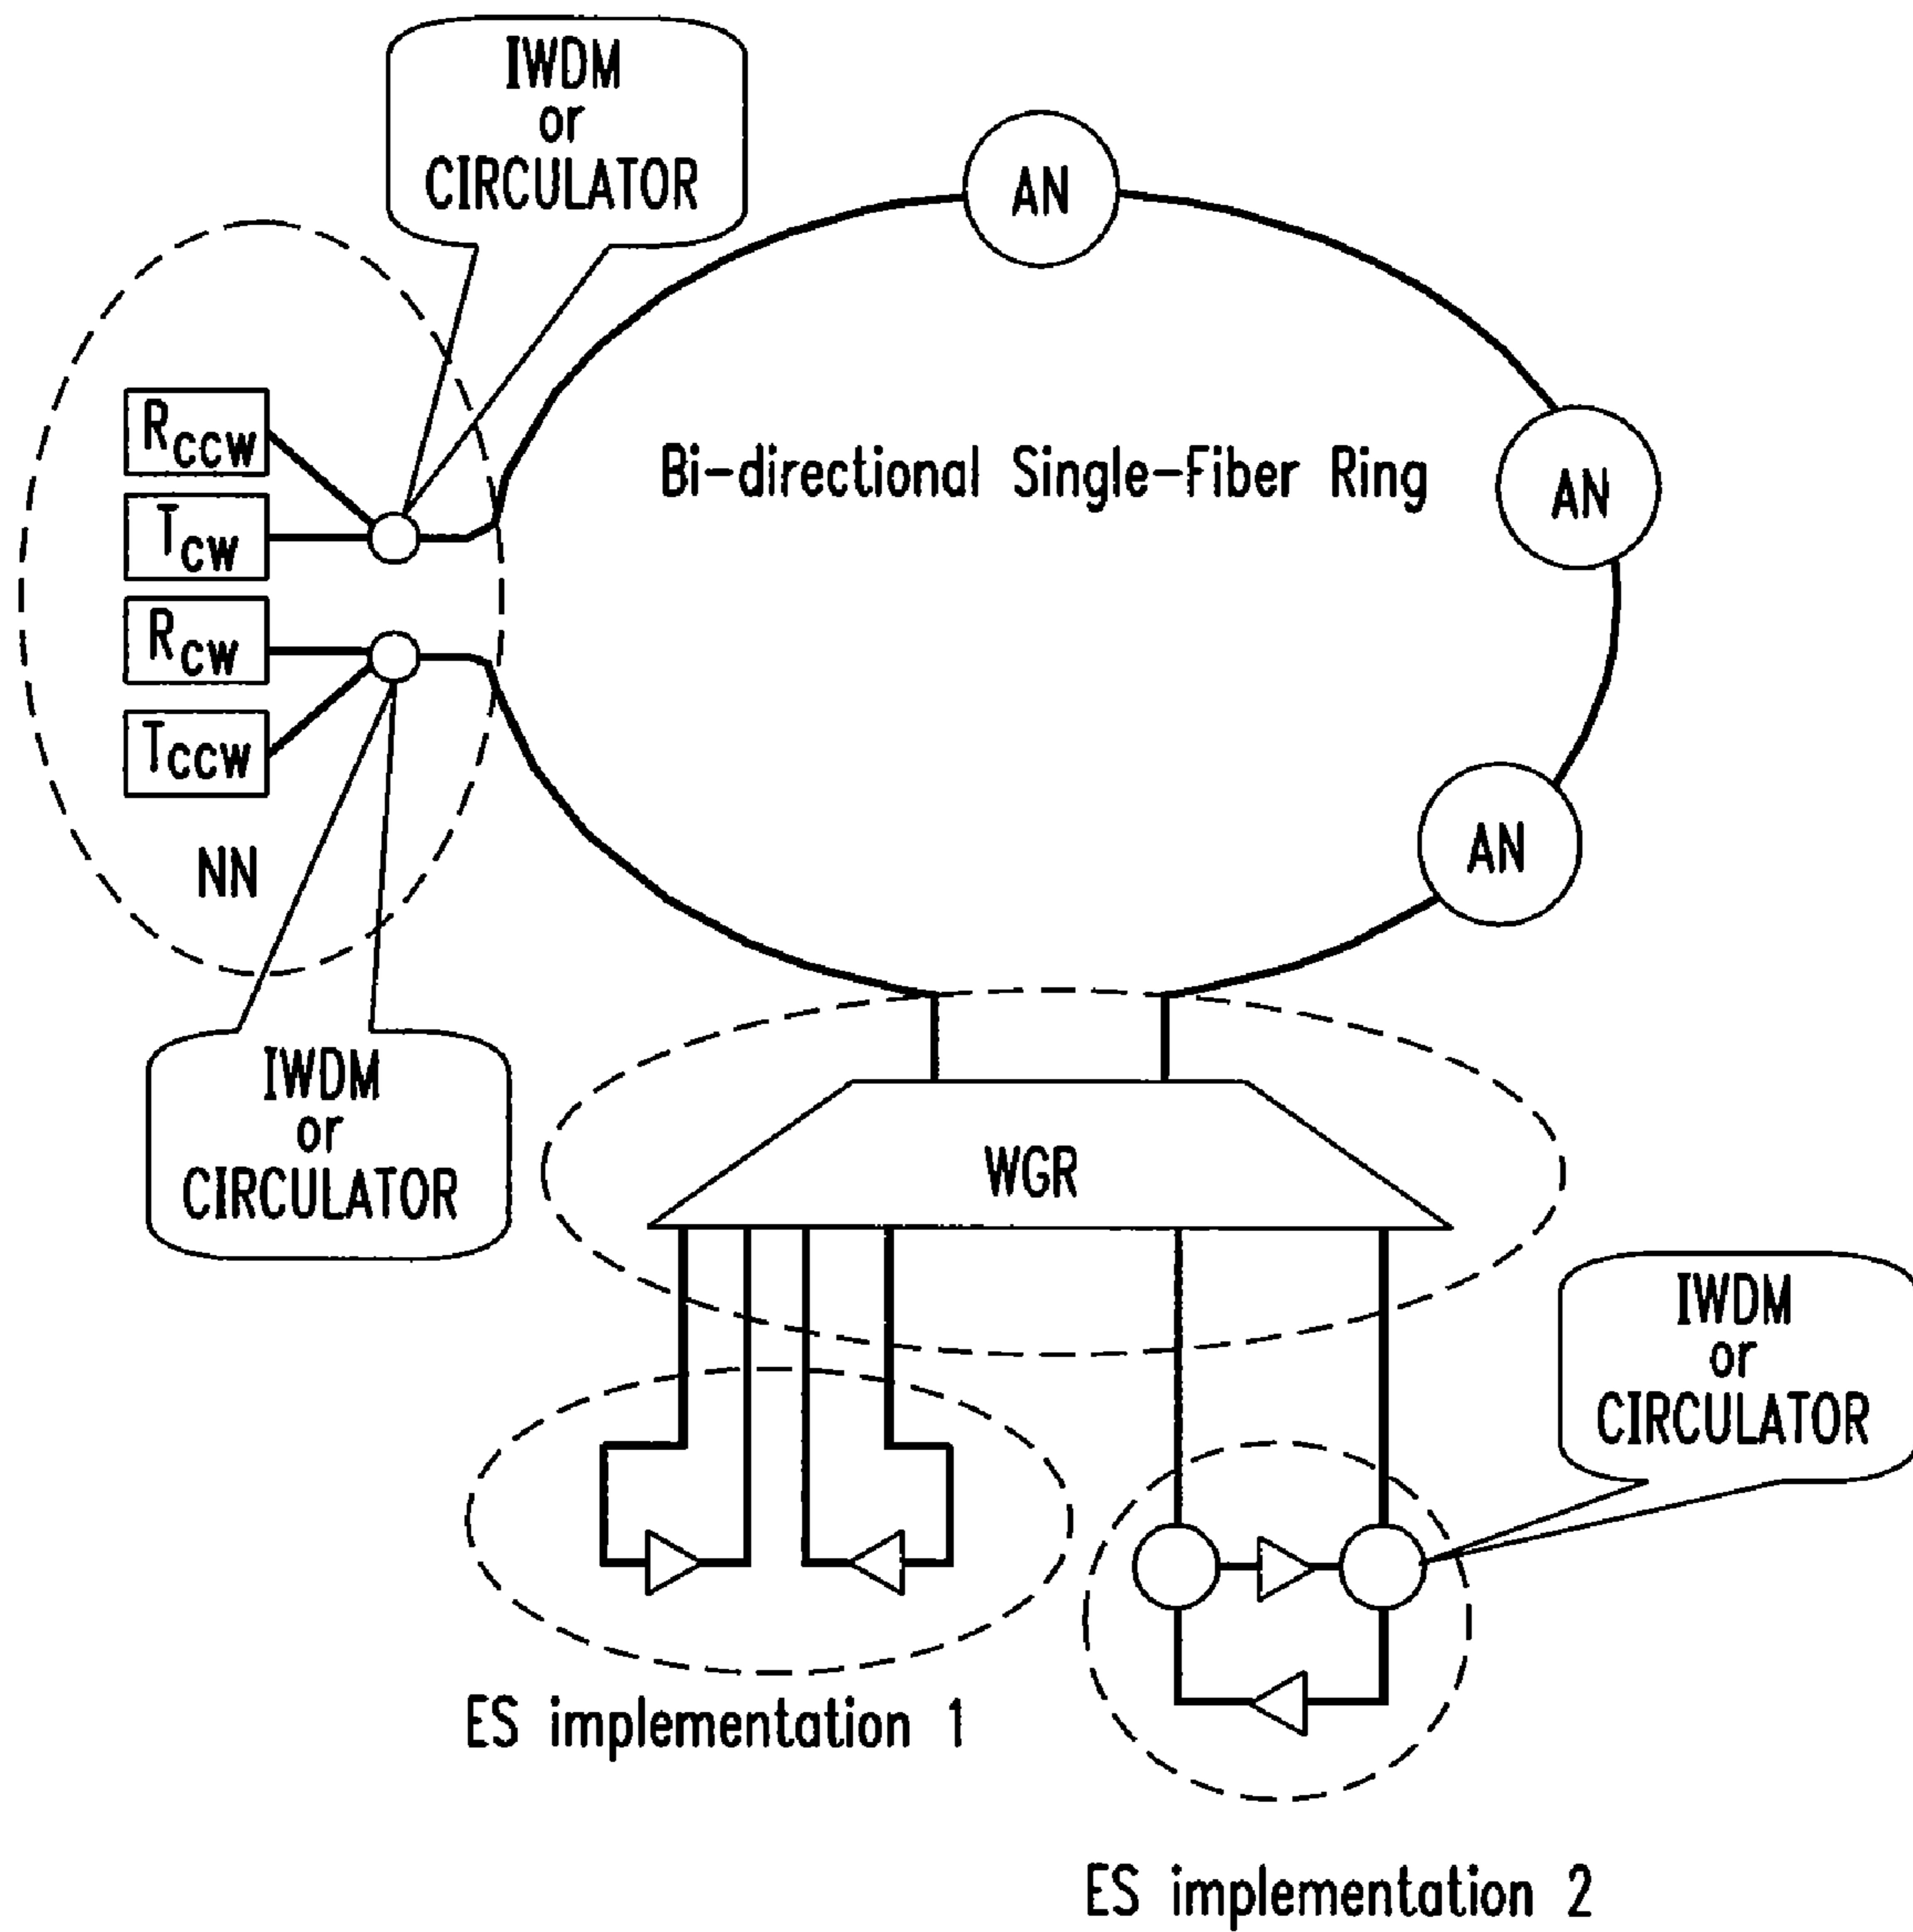 IWDM
or
CIRCULATOR
AN
Bi-directional Single-Fiber Ring
AN
RCCW
TCW
RCW
TCCW
NN
AN
IWDM
or
CIRCULATOR
WGR
IWDM
or
CIRCULATOR
ES implementation 1
ES implementation 2